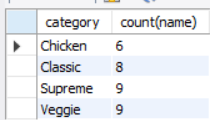 category count(name)
Chicken 6
Classic 8
Supreme 9
Veggie 9